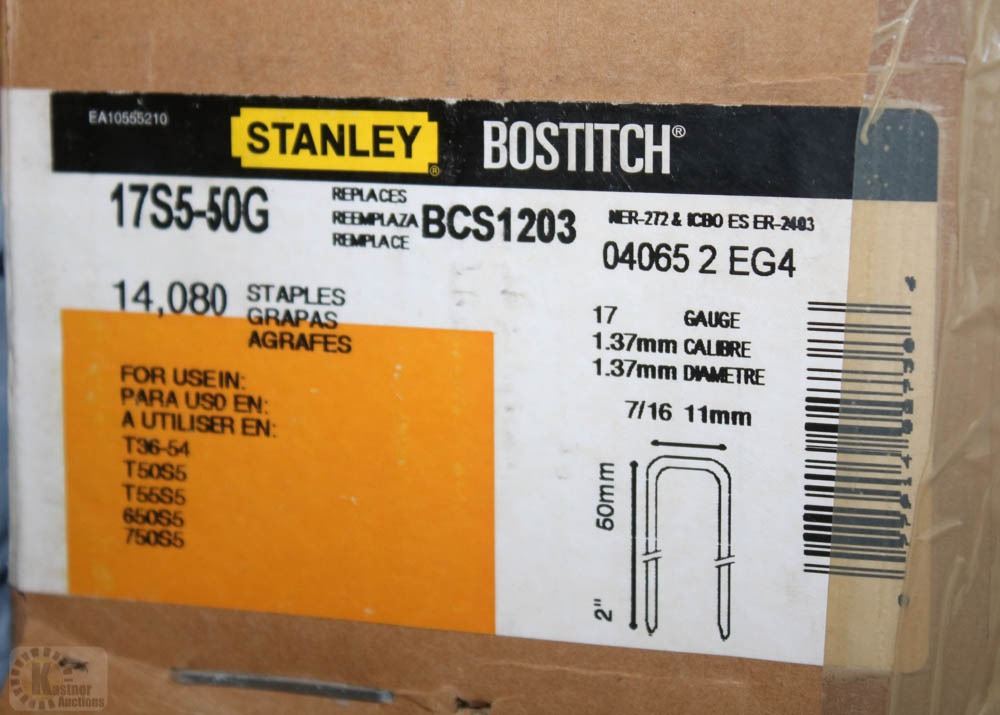 EA10555210
STANLEY® BOSTITCH®
17S5-50G
REPLACES
REEMPLAZA
REMPLACE
BCS1203
NER-272 & ICBO ES ER-2403
04065 2 EG4
14,080
STAPLES
GRAPAS
AGRAFES
17 GAUGE
1.37mm CALIBRE
1.37mm DIAMETRE
7/16 11mm
50mm
2"
FOR USE IN:
PARA USO EN:
A UTILISER EN:
T36-54
T50S5
T55S5
650S5
750S5
Kastner
Auctions